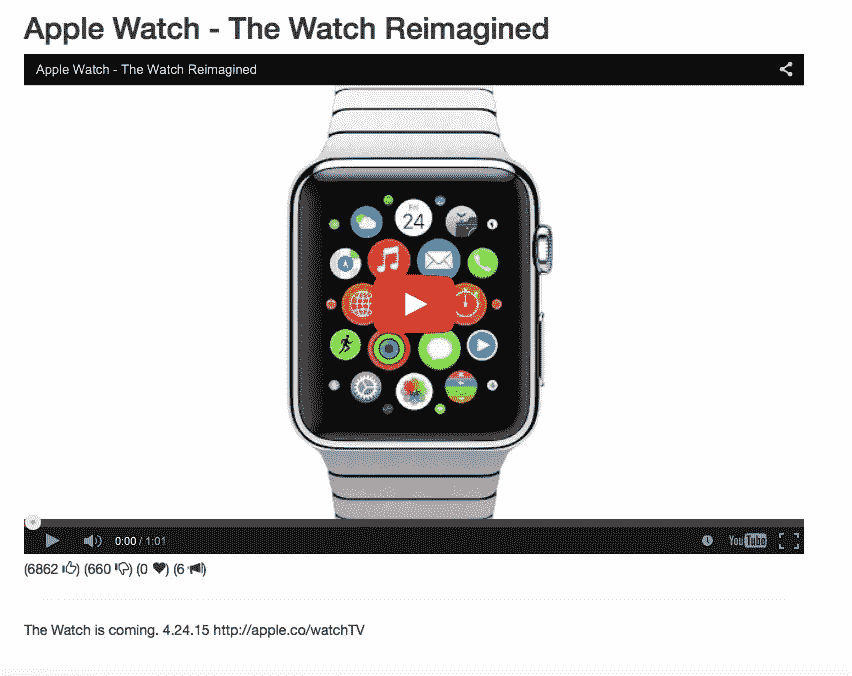 Apple Watch - The Watch Reimagined
Apple Watch - The Watch Reimagined
Fri
24
0:00 / 1:01
YouTube
(6862 ) (660 ) (0 ) (6 )
The Watch is coming. 4.24.15 http://apple.co/watchTV